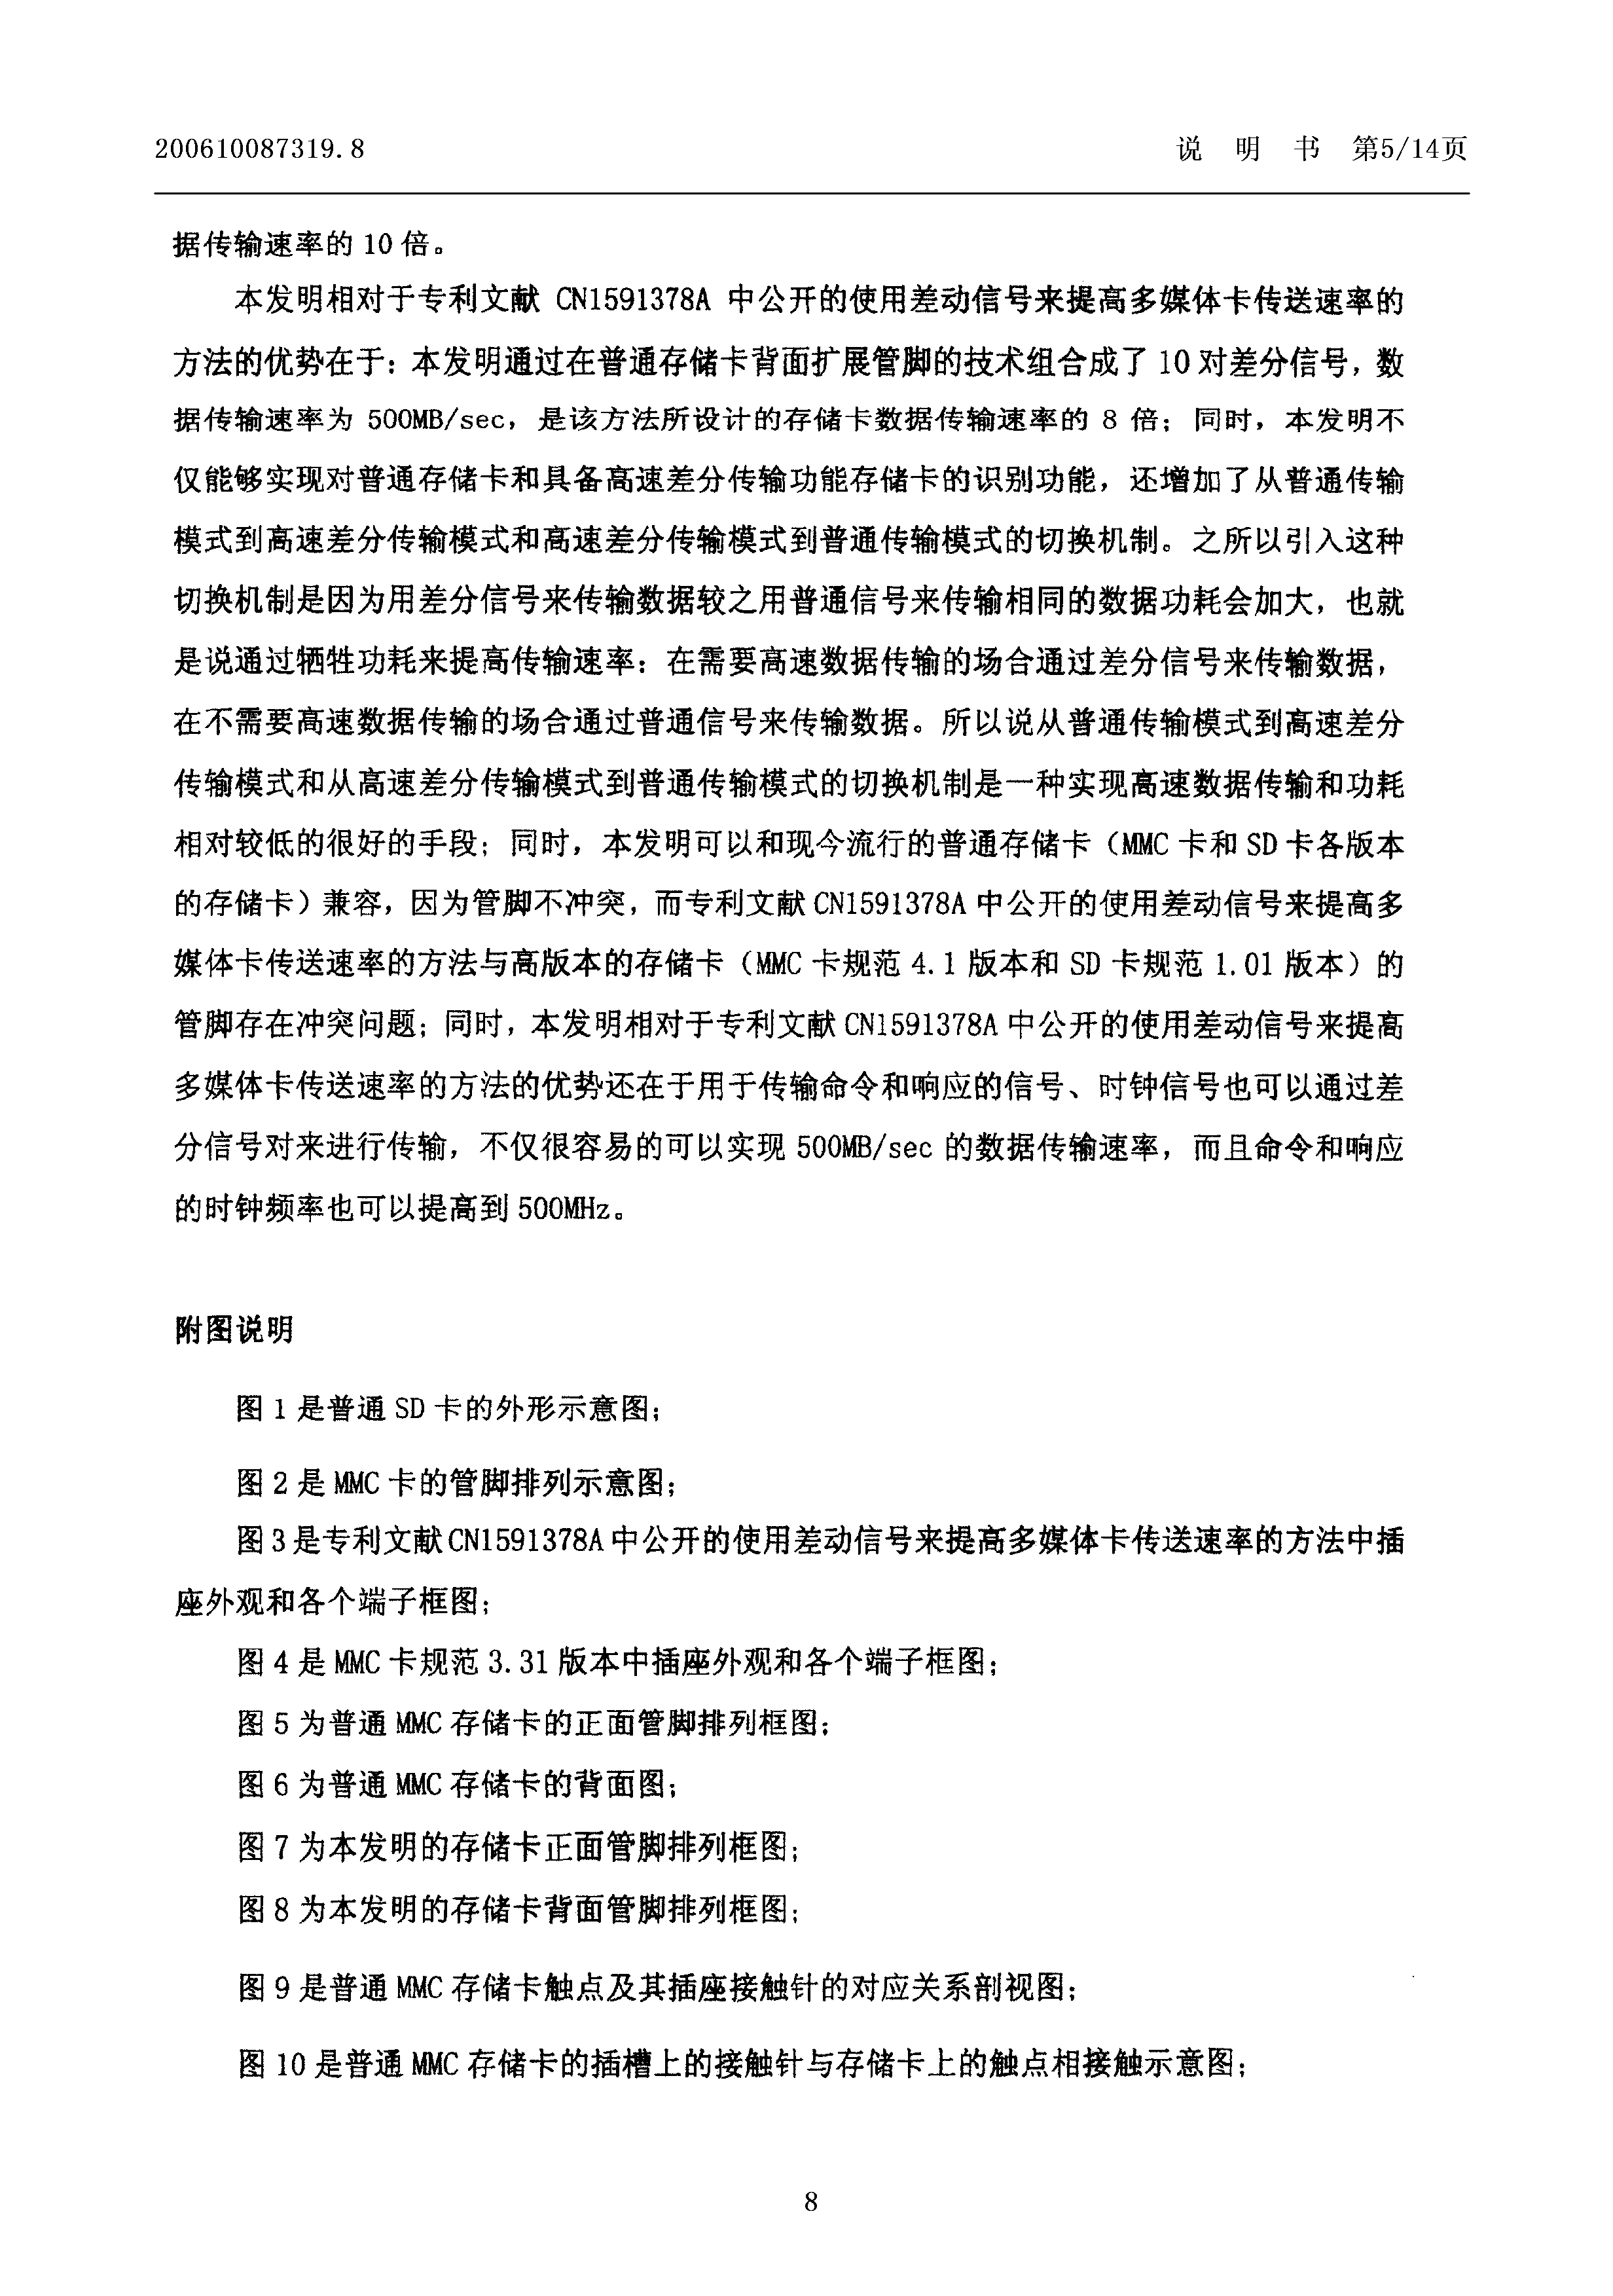 200610087319.8 说 明 书 第5/14页
据传输速率的 10 倍。
本发明相对于专利文献 CN1591378A 中公开的使用差动信号来提高多媒体卡传送速率的
方法的优势在于：本发明通过在普通存储卡背面扩展管脚的技术组合成了 10 对差分信号，数
据传输速率为 500MB/sec，是该方法所设计的存储卡数据传输速率的 8 倍；同时，本发明不
仅能够实现对普通存储卡和具备高速差分传输功能存储卡的识别功能，还增加了从普通传输
模式到高速差分传输模式和高速差分传输模式到普通传输模式的切换机制。之所以引入这种
切换机制是因为用差分信号来传输数据较之用普通信号来传输相同的数据功耗会加大，也就
是说通过牺牲功耗来提高传输速率：在需要高速数据传输的场合通过差分信号来传输数据，
在不需要高速数据传输的场合通过普通信号来传输数据。所以说从普通传输模式到高速差分
传输模式和从高速差分传输模式到普通传输模式的切换机制是一种实现高速数据传输和功耗
相对较低的很好的手段；同时，本发明可以和现今流行的普通存储卡（MMC 卡和 SD 卡各版本
的存储卡）兼容，因为管脚不冲突，而专利文献 CN1591378A 中公开的使用差动信号来提高多
媒体卡传送速率的方法与高版本的存储卡（MMC 卡规范 4.1 版本和 SD 卡规范 1.01 版本）的
管脚存在冲突问题；同时，本发明相对于专利文献 CN1591378A 中公开的使用差动信号来提高
多媒体卡传送速率的方法的优势还在于用于传输命令和响应的信号、时钟信号也可以通过差
分信号对来进行传输，不仅很容易的可以实现 500MB/sec 的数据传输速率，而且命令和响应
的时钟频率也可以提高到 500MHz。
附图说明
图 1 是普通 SD 卡的外形示意图；
图 2 是 MMC 卡的管脚排列示意图；
图 3 是专利文献 CN1591378A 中公开的使用差动信号来提高多媒体卡传送速率的方法中插
座外观和各个端子框图；
图 4 是 MMC 卡规范 3.31 版本中插座外观和各个端子框图；
图 5 为普通 MMC 存储卡的正面管脚排列框图；
图 6 为普通 MMC 存储卡的背面图；
图 7 为本发明的存储卡正面管脚排列框图；
图 8 为本发明的存储卡背面管脚排列框图；
图 9 是普通 MMC 存储卡触点及其插座接触针的对应关系剖视图；
图 10 是普通 MMC 存储卡的插槽上的接触针与存储卡上的触点相接触示意图；
8